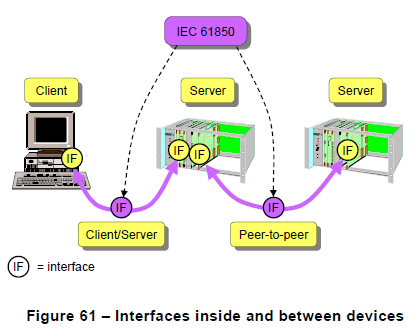 IEC 61850
Client
Server
Server
IF
IF
IF
IF
IF
IF
Client/Server
Peer-to-peer
IF = interface
Figure 61 – Interfaces inside and between devices